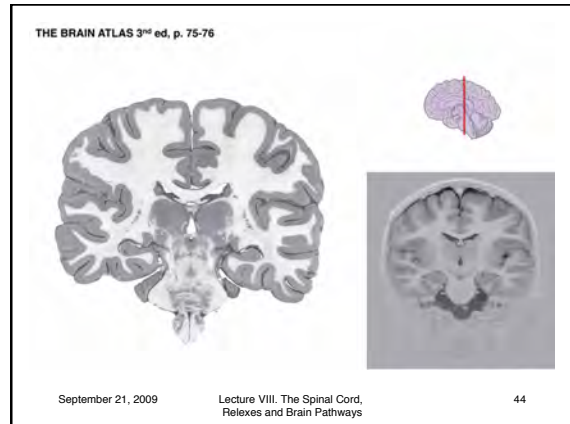 THE BRAIN ATLAS 3nd ed, p. 75-76
September 21, 2009
Lecture VIII. The Spinal Cord,
Relexes and Brain Pathways
44